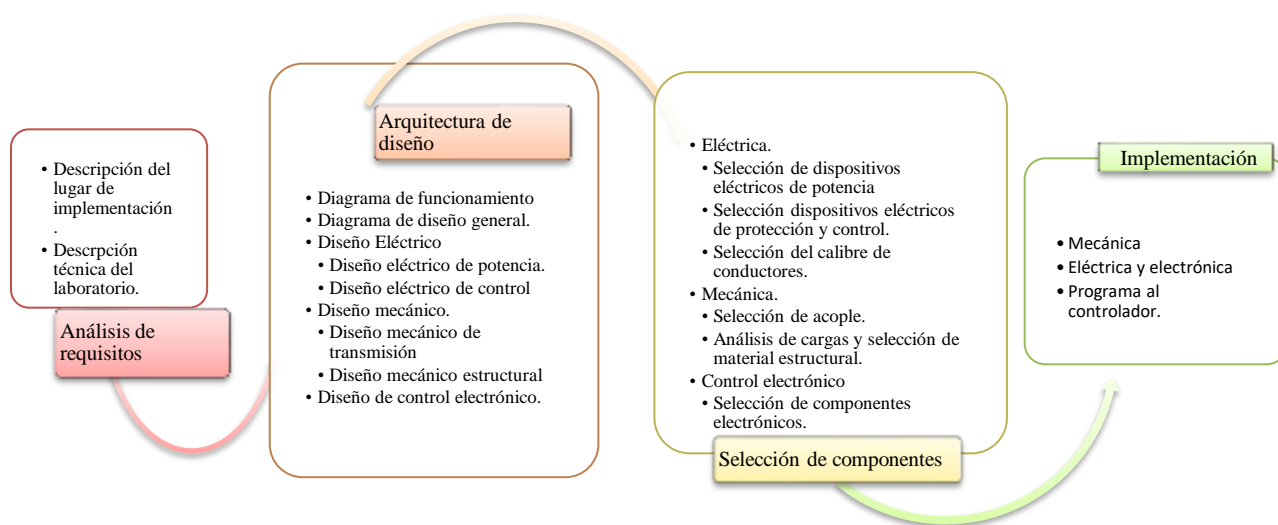 • Descripción del
lugar de
implementación
.
• Descrpción
técnica del
laboratorio.
Análisis de
requisitos
Arquitectura de
diseño
• Diagrama de funcionamiento
• Diagrama de diseño general.
• Diseño Eléctrico
• Diseño eléctrico de potencia.
• Diseño eléctrico de control
• Diseño mecánico.
• Diseño mecánico de
transmisión
• Diseño mecánico estructural
• Diseño de control electrónico.
• Eléctrica.
• Selección de dispositivos
eléctricos de potencia
• Selección dispositivos eléctricos
de protección y control.
• Selección del calibre de
conductores.
• Mecánica.
• Selección de acople.
• Análisis de cargas y selección de
material estructural.
• Control electrónico
• Selección de componentes
electrónicos.
Selección de componentes
Implementación
• Mecánica
• Eléctrica y electrónica
• Programa al
controlador.